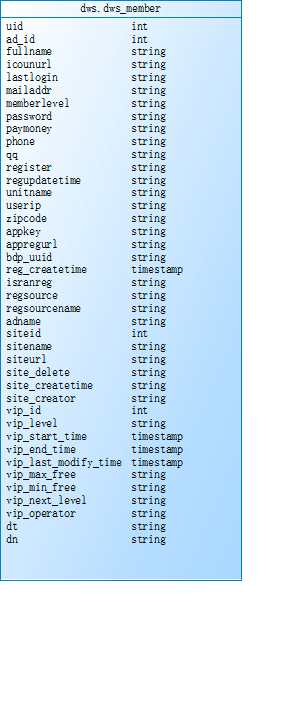 dws.dws_member
uid int
ad_id int
fullname string
icounurl string
lastlogin string
mailaddr string
memberlevel string
password string
paymoney string
phone string
qq string
register string
regupdatetime string
unitname string
userip string
zipcode string
appkey string
appregurl string
bdp_uuid string
reg_createtime timestamp
isranreg string
regsource string
regsourcename string
adname string
siteid int
sitename string
siteurl string
site_delete string
site_createtime string
site_creator string
vip_id int
vip_level string
vip_start_time timestamp
vip_end_time timestamp
vip_last_modify_time timestamp
vip_max_free string
vip_min_free string
vip_next_level string
vip_operator string
dt string
dn string